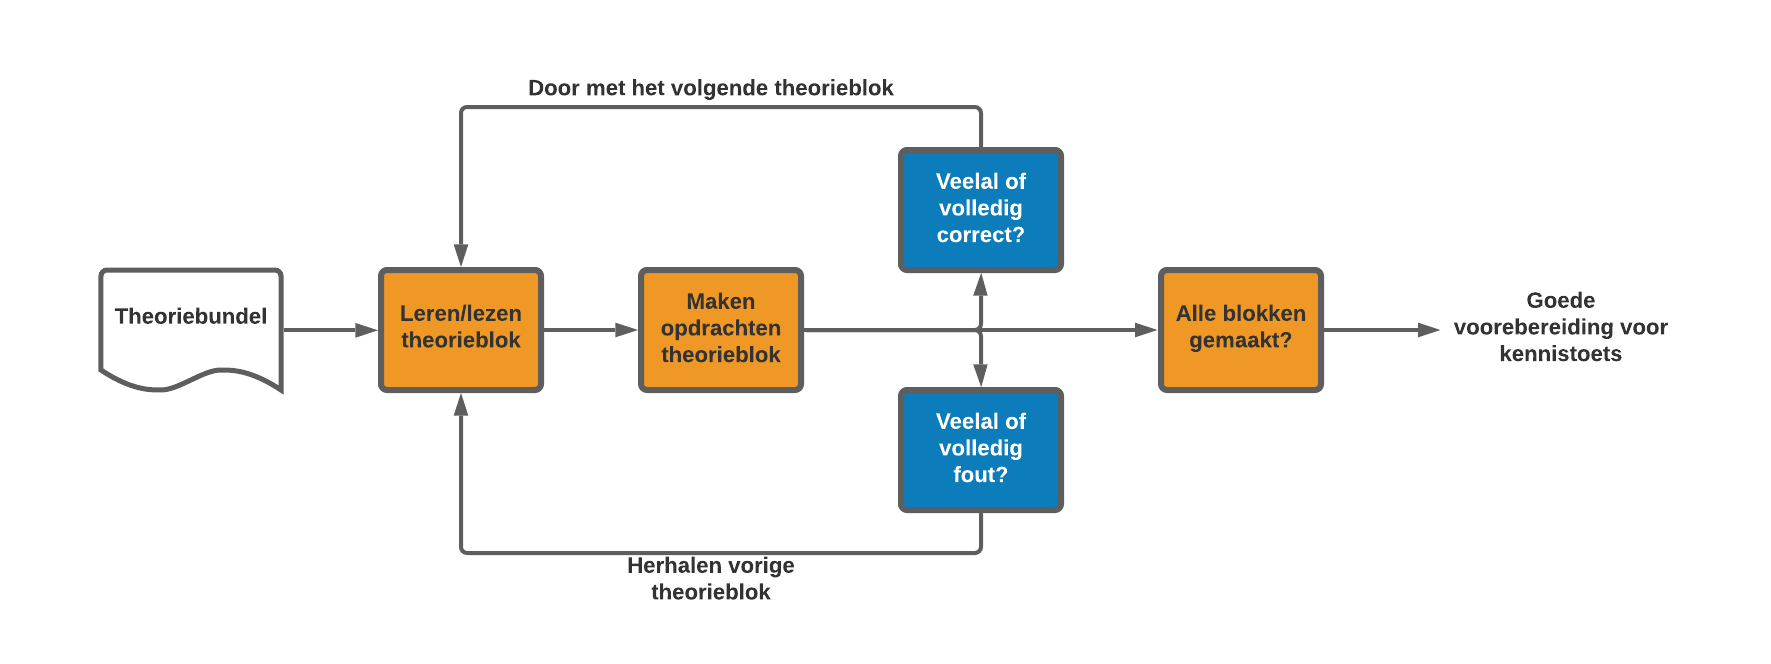 Door met het volgende theorieblok
Veelal of
volledig
correct?
Theoriebundel
Leren/lezen
theorieblok
Maken
opdrachten
theorieblok
Alle blokken
gemaakt?
Goede
voorebereiding voor
kennistoets
Veelal of
volledig
fout?
Herhalen vorige
theorieblok